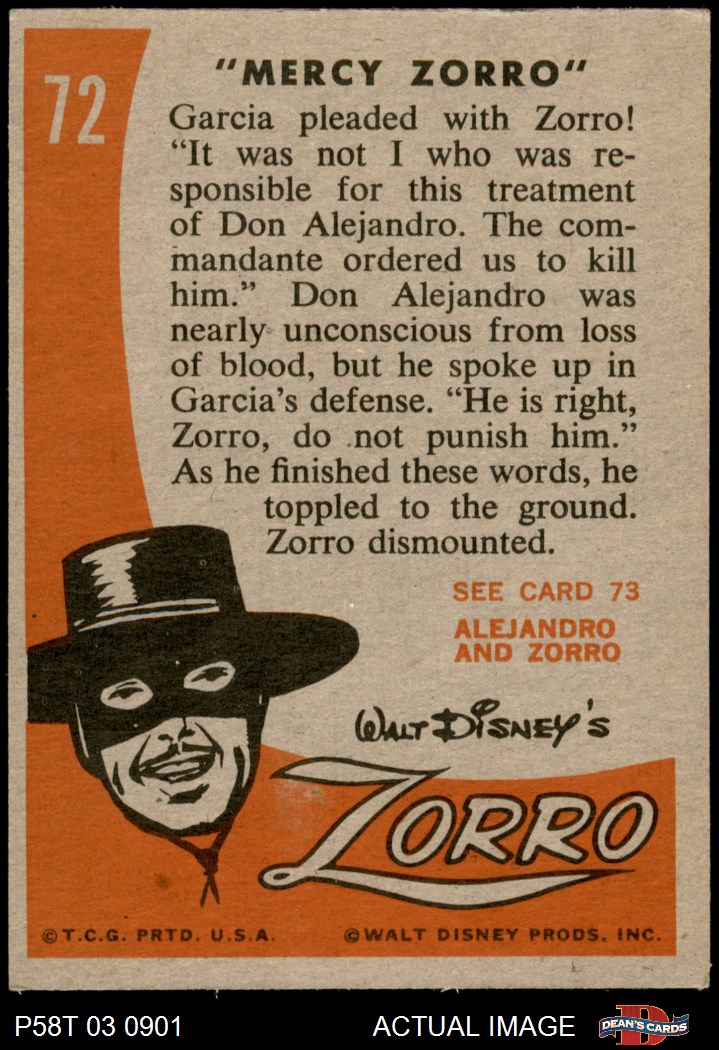 72
"MERCY ZORRO"
Garcia pleaded with Zorro!
“It was not I who was re-
sponsible for this treatment
of Don Alejandro. The com-
mandante ordered us to kill
him.” Don Alejandro was
nearly unconscious from loss
of blood, but he spoke up in
Garcia’s defense. “He is right,
Zorro, do not punish him.”
As he finished these words, he
toppled to the ground.
Zorro dismounted.
SEE CARD 73
ALEJANDRO
AND ZORRO
WALT DISNEY'S
ZORRO
©T.C.G. PRTD. U.S.A.
©WALT DISNEY PRODS. INC.
P58T 03 0901
ACTUAL IMAGE
D
DEAN'S CARDS